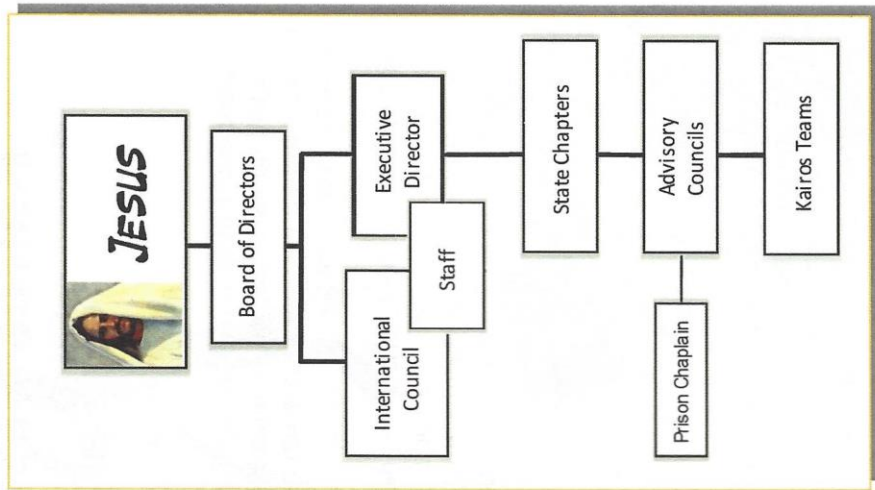 JESUS
Board of Directors
International
Council
Executive
Director
Staff
State Chapters
Advisory
Councils
Prison Chaplain
Kairos Teams